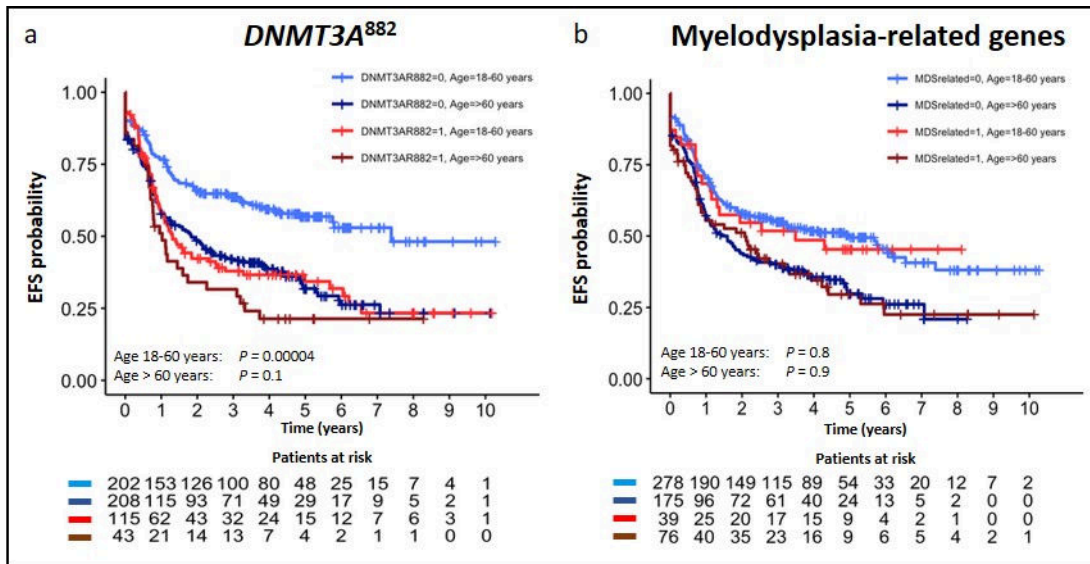 a
DNMT3A882
DNMT3AR882=0, Age=18-60 years
DNMT3AR882=0, Age=>60 years
DNMT3AR882=1, Age=18-60 years
DNMT3AR882=1, Age=>60 years
EFS probability
1.00
0.75
0.50
0.25
0.00
Age 18-60 years: P = 0.00004
Age > 60 years: P = 0.1
0 1 2 3 4 5 6 7 8 9 10
Time (years)
Patients at risk
202 153 126 100 80 48 25 15 7 4 1
208 115 93 71 49 29 17 9 5 2 1
115 62 43 32 24 15 12 7 6 3 1
43 21 14 13 7 4 2 1 1 0 0
b
Myelodysplasia-related genes
MDSrelated=0, Age=18-60 years
MDSrelated=0, Age=>60 years
MDSrelated=1, Age=18-60 years
MDSrelated=1, Age=>60 years
EFS probability
1.00
0.75
0.50
0.25
0.00
Age 18-60 years: P = 0.8
Age > 60 years: P = 0.9
0 1 2 3 4 5 6 7 8 9 10
Time (years)
Patients at risk
278 190 149 115 89 54 33 20 12 7 2
175 96 72 61 40 24 13 5 2 0 0
39 25 20 17 15 9 4 2 1 0 0
76 40 35 23 16 9 6 5 4 2 1